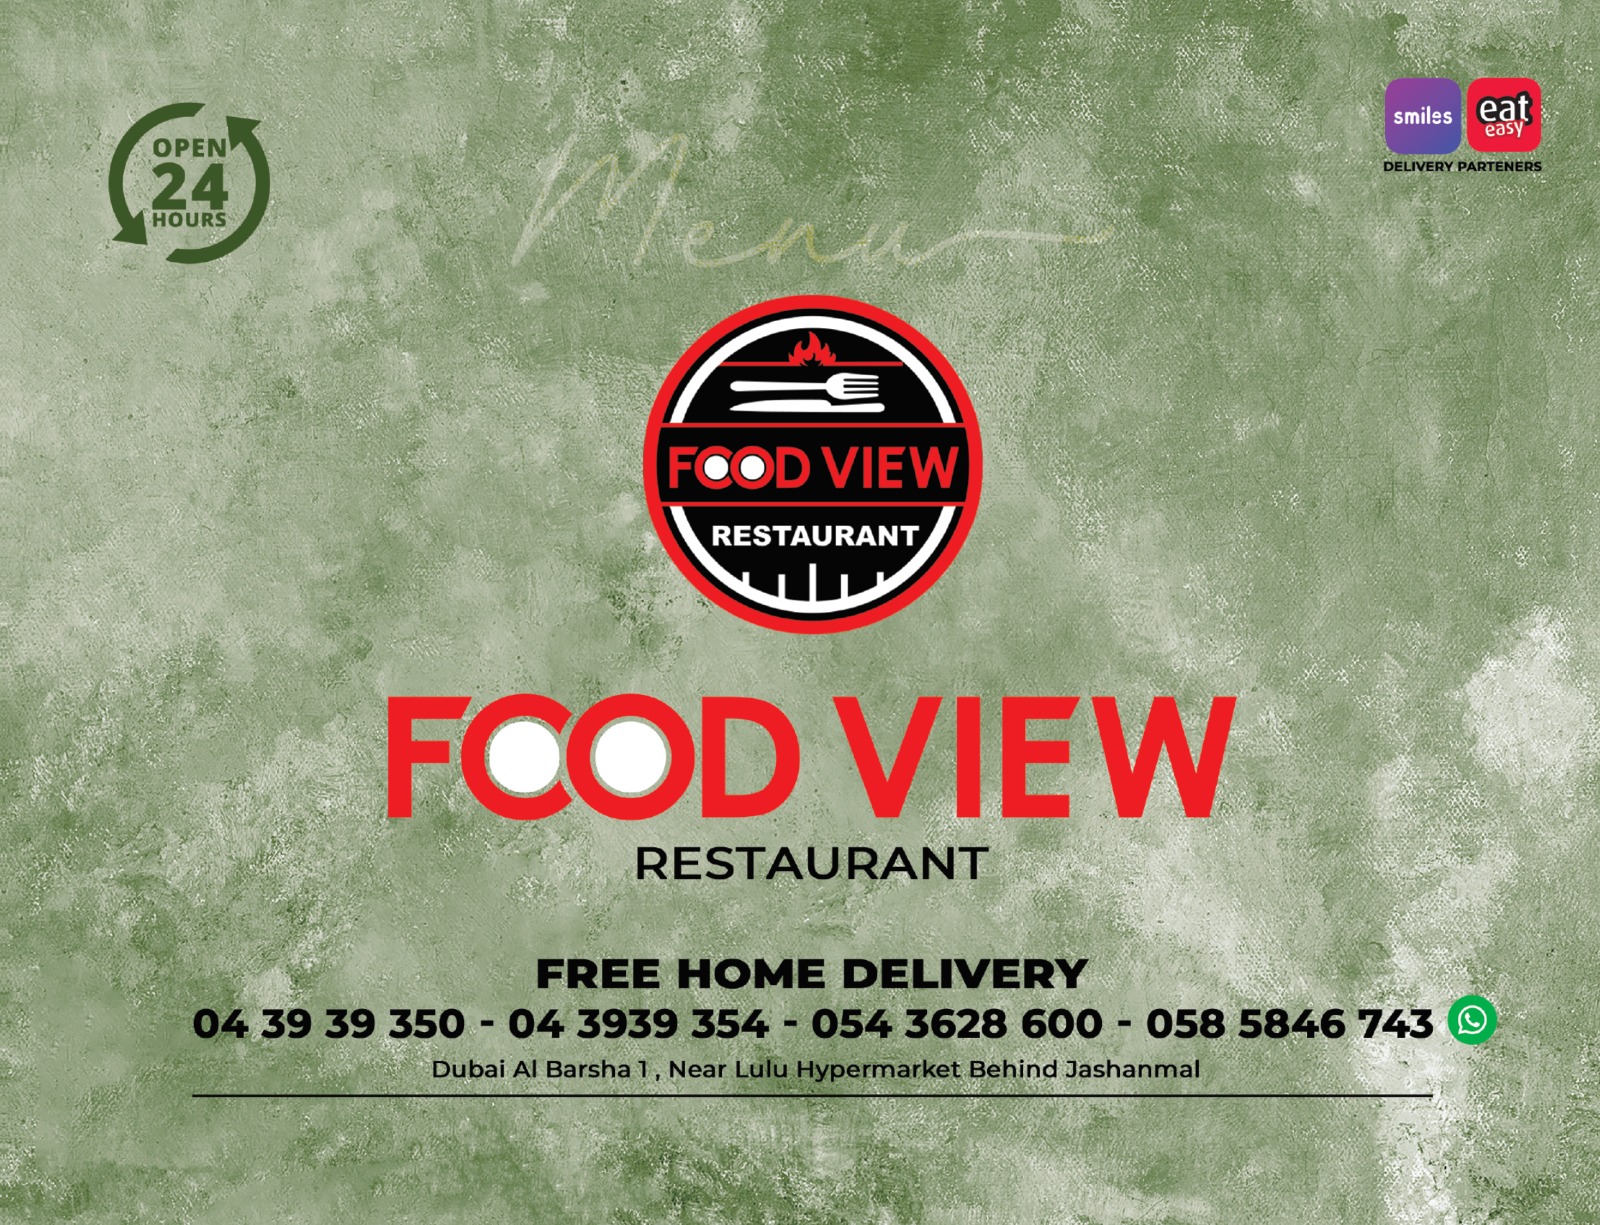 OPEN
24
HOURS
smiles
eat
easy
DELIVERY PARTENERS
Menu
FOOD VIEW
RESTAURANT
FOOD VIEW
RESTAURANT
FREE HOME DELIVERY
04 39 39 350 - 04 3939 354 - 054 3628 600 - 058 5846 743
Dubai Al Barsha 1 , Near Lulu Hypermarket Behind Jashanmal